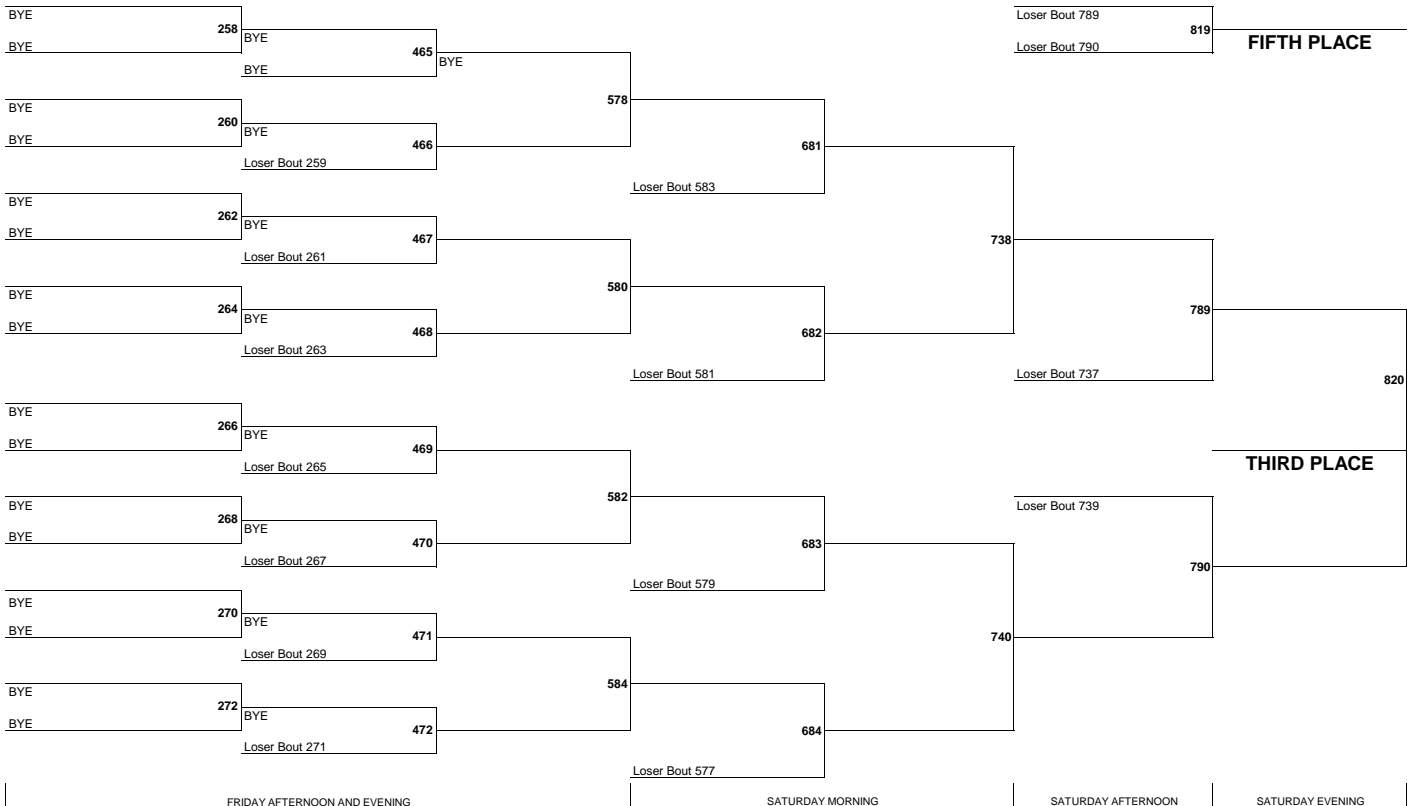 BYE
Loser Bout 789
258
BYE
465
819
FIFTH PLACE
BYE
Loser Bout 790
BYE
BYE
578
BYE
260
BYE
466
681
BYE
Loser Bout 259
Loser Bout 583
BYE
262
BYE
467
738
BYE
Loser Bout 261
580
BYE
264
BYE
468
682
789
BYE
Loser Bout 263
Loser Bout 581
Loser Bout 737
820
BYE
266
BYE
469
BYE
Loser Bout 265
THIRD PLACE
582
BYE
Loser Bout 739
268
BYE
470
683
BYE
Loser Bout 267
790
Loser Bout 579
BYE
270
BYE
471
740
BYE
Loser Bout 269
584
BYE
272
BYE
472
684
BYE
Loser Bout 271
Loser Bout 577
FRIDAY AFTERNOON AND EVENING
SATURDAY MORNING
SATURDAY AFTERNOON
SATURDAY EVENING